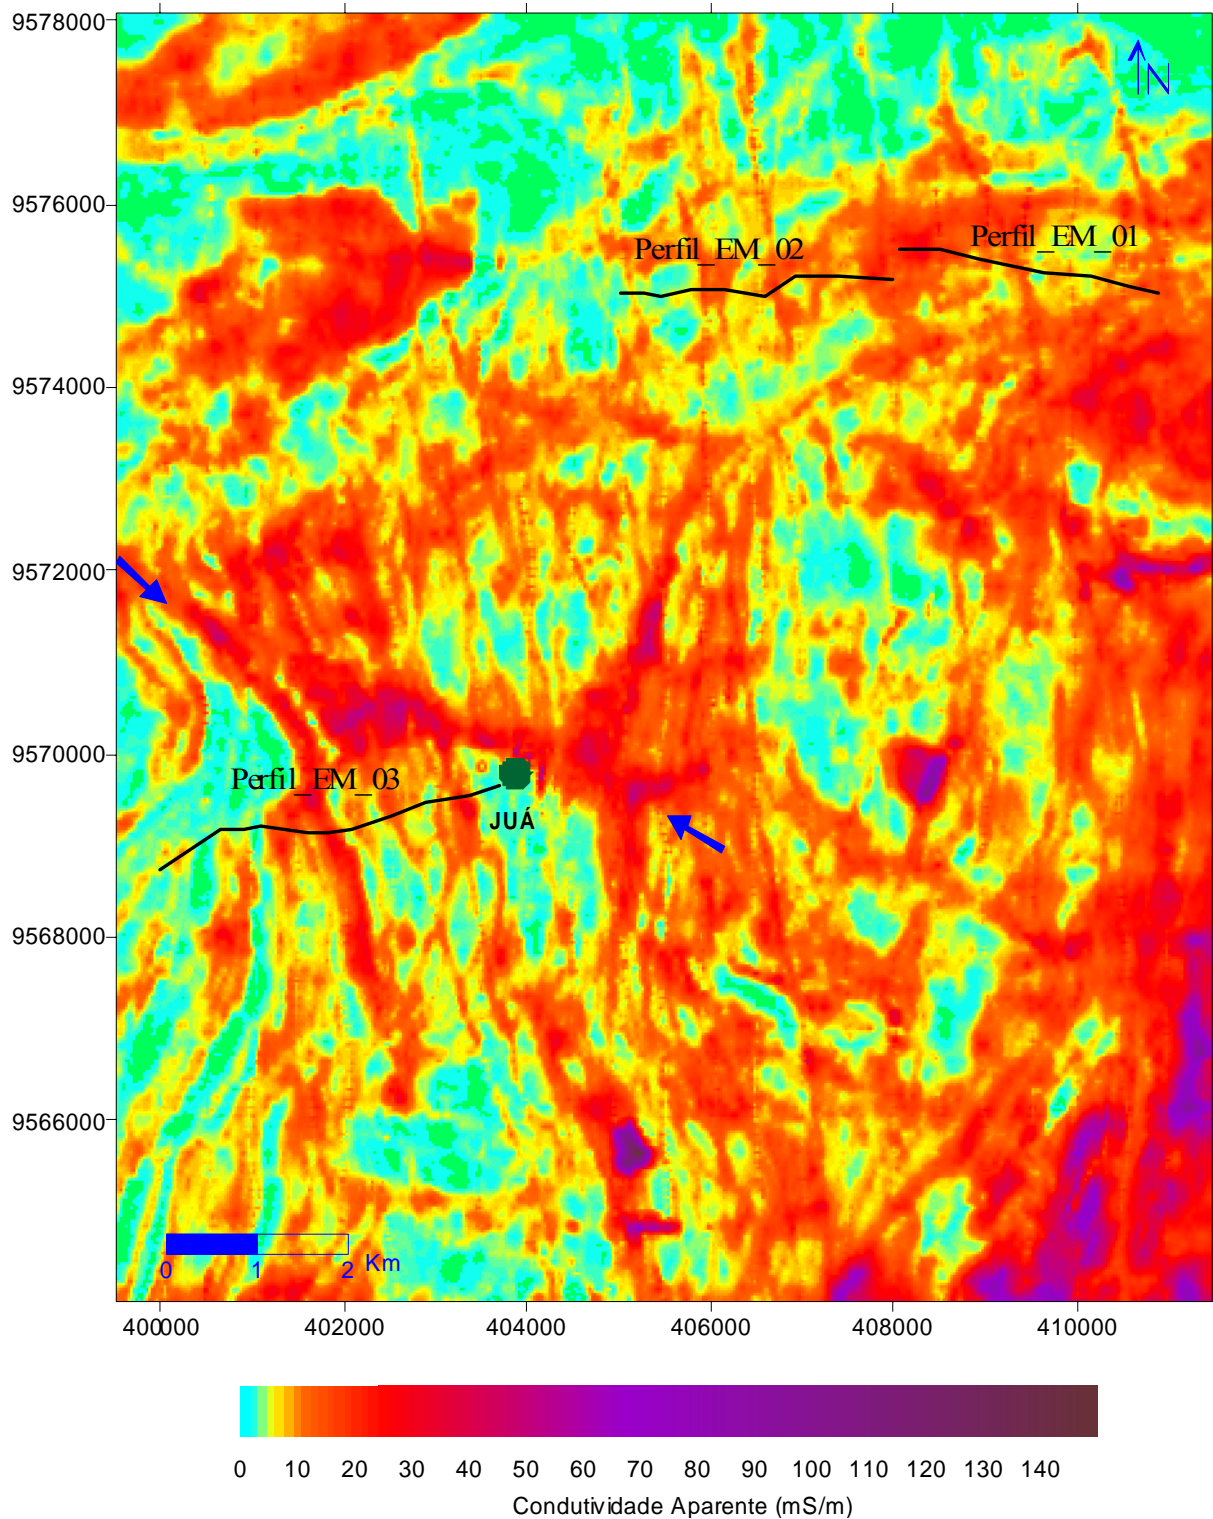 9578000
N
9576000
Perfil_EM_02
Perfil_EM_01
9574000
9572000
9570000
Perfil_EM_03
JUÁ
9568000
9566000
0 1 2 Km
400000 402000 404000 406000 408000 410000
0 10 20 30 40 50 60 70 80 90 100 110 120 130 140
Condutividade Aparente (mS/m)